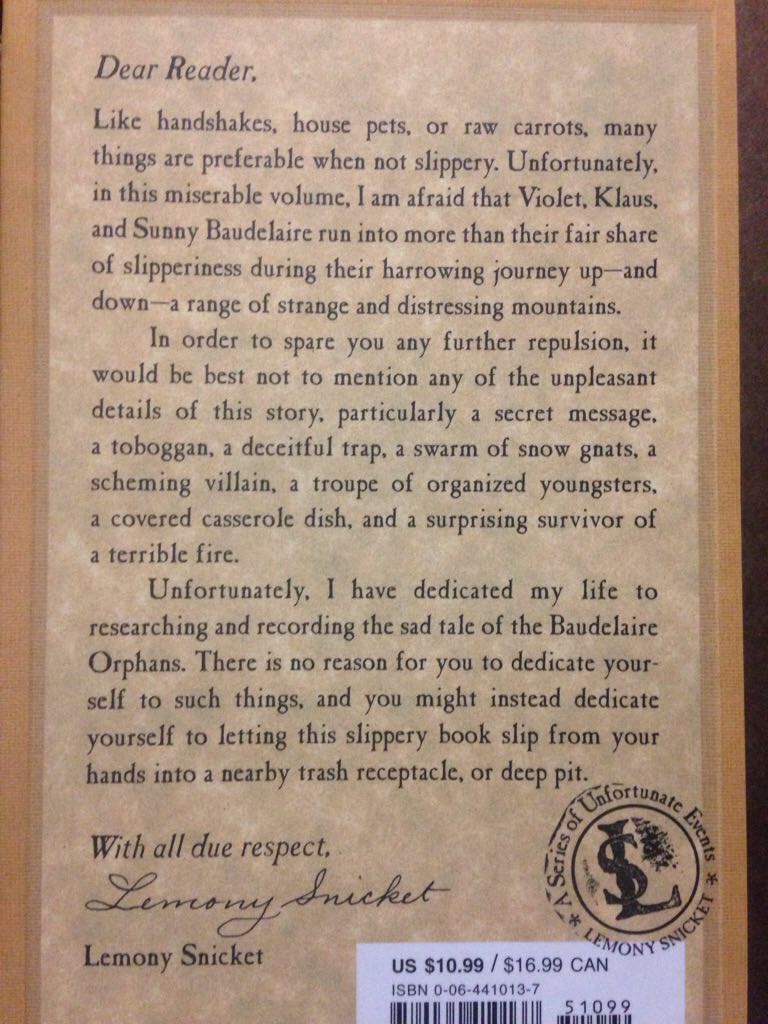 Dear Reader,
Like handshakes, house pets, or raw carrots, many
things are preferable when not slippery. Unfortunately,
in this miserable volume, I am afraid that Violet, Klaus,
and Sunny Baudelaire run into more than their fair share
of slipperiness during their harrowing journey up—and
down—a range of strange and distressing mountains.
In order to spare you any further repulsion, it
would be best not to mention any of the unpleasant
details of this story, particularly a secret message,
a toboggan, a deceitful trap, a swarm of snow gnats, a
scheming villain, a troupe of organized youngsters,
a covered casserole dish, and a surprising survivor of
a terrible fire.
Unfortunately, I have dedicated my life to
researching and recording the sad tale of the Baudelaire
Orphans. There is no reason for you to dedicate your-
self to such things, and you might instead dedicate
yourself to letting this slippery book slip from your
hands into a nearby trash receptacle, or deep pit.
With all due respect,
Lemony Snicket
Lemony Snicket
* A Series of Unfortunate Events *
LEMONY SNICKET
LS
US $10.99 / $16.99 CAN
ISBN 0-06-441013-7
51099